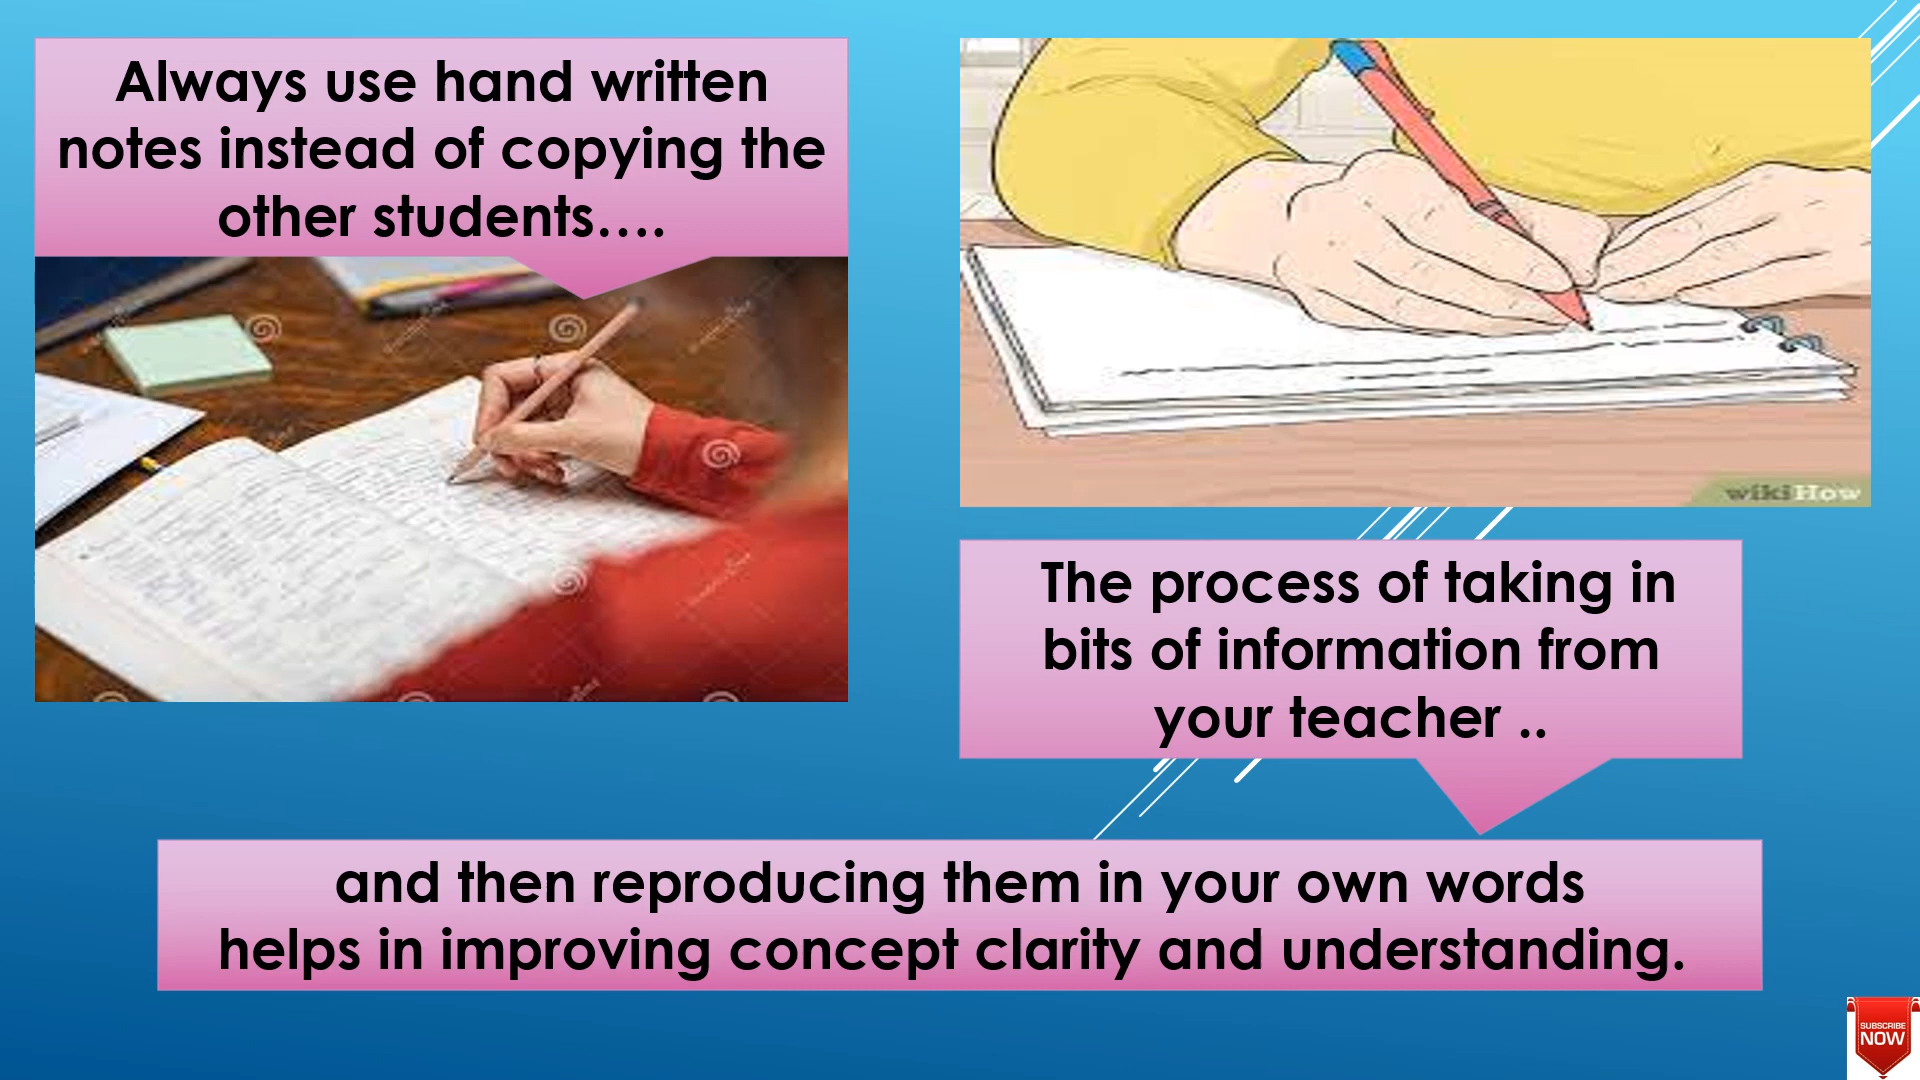 Always use hand written
notes instead of copying the
other students….
wikiHow
The process of taking in
bits of information from
your teacher ..
and then reproducing them in your own words
helps in improving concept clarity and understanding.
SUBSCRIBE
NOW